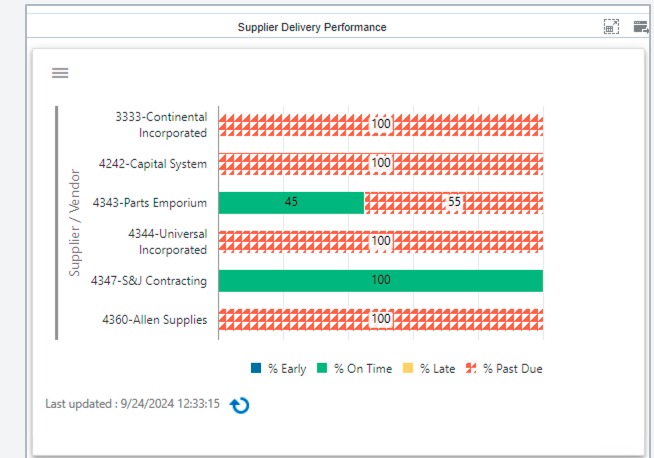 Supplier Delivery Performance
3333-Continental
Incorporated
100
4242-Capital System
100
4343-Parts Emporium
45
55
4344-Universal
Incorporated
100
4347-S&J Contracting
100
4360-Allen Supplies
100
Supplier / Vendor
% Early
% On Time
% Late
% Past Due
Last updated : 9/24/2024 12:33:15